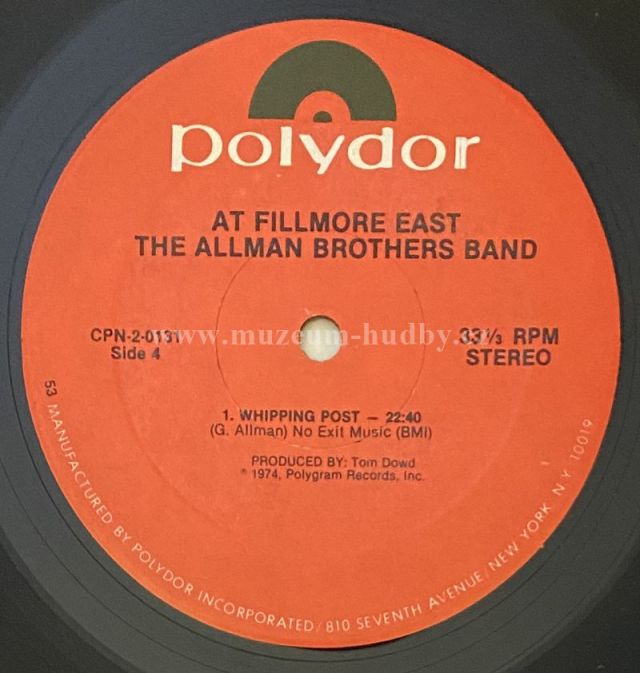 polydor
AT FILLMORE EAST
THE ALLMAN BROTHERS BAND
CPN-2-0131
Side 4
33⅓ RPM
STEREO
www.muzeum-hudby.cz
1. WHIPPING POST — 22:40
(G. Allman) No Exit Music (BMI)
PRODUCED BY: Tom Dowd
℗ 1974, Polygram Records, Inc.
53 MANUFACTURED BY POLYDOR INCORPORATED/810 SEVENTH AVENUE/NEW YORK, N.Y. 10019